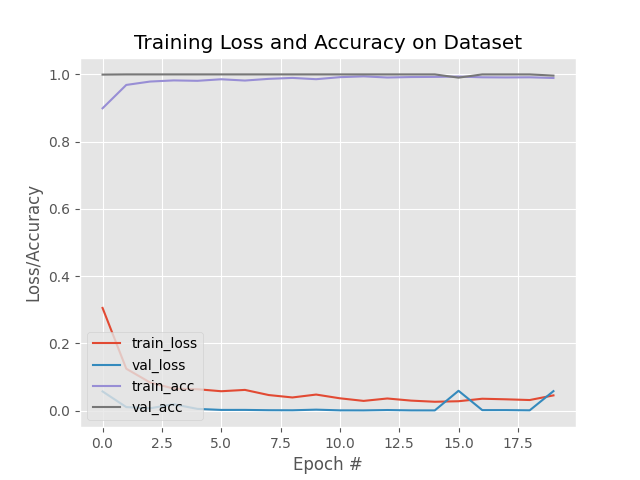 Training Loss and Accuracy on Dataset
Loss/Accuracy
1.0
0.8
0.6
0.4
0.2
0.0
train_loss
val_loss
train_acc
val_acc
0.0 2.5 5.0 7.5 10.0 12.5 15.0 17.5
Epoch #